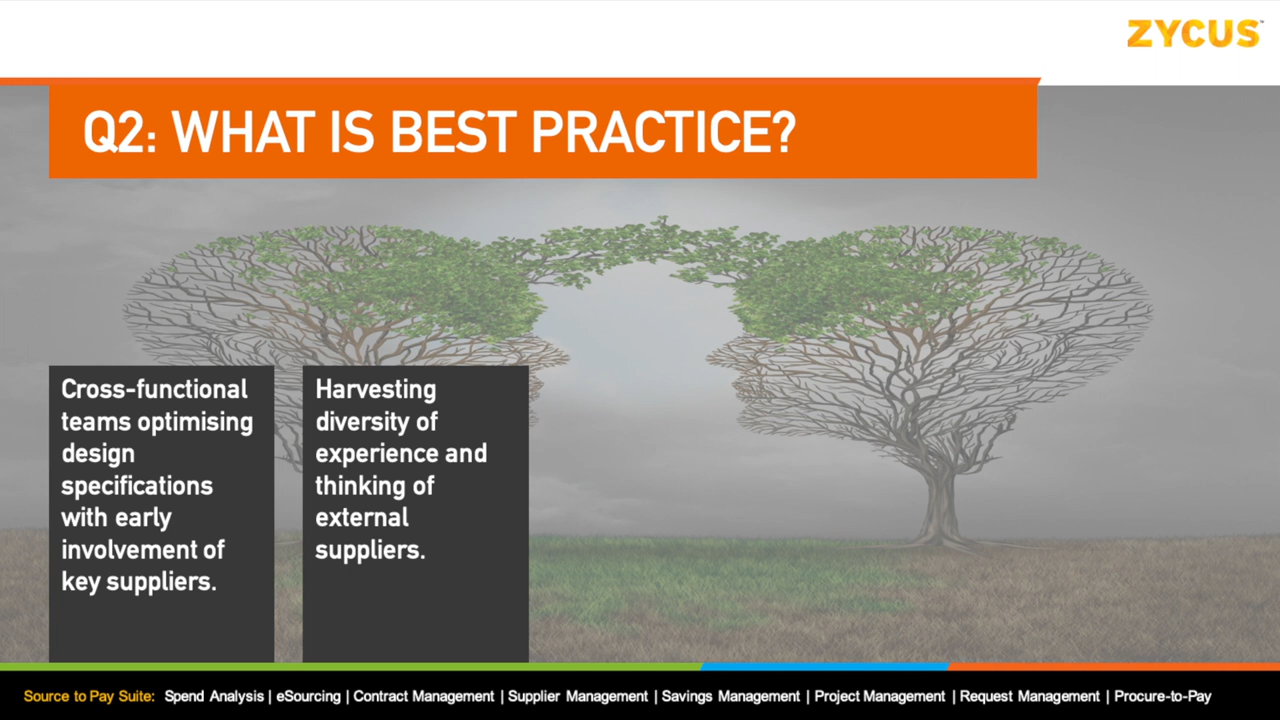 ZYCUS™
Q2: WHAT IS BEST PRACTICE?
Cross-functional
teams optimising
design
specifications
with early
involvement of
key suppliers.
Harvesting
diversity of
experience and
thinking of
external
suppliers.
Source to Pay Suite: Spend Analysis | eSourcing | Contract Management | Supplier Management | Savings Management | Project Management | Request Management | Procure-to-Pay